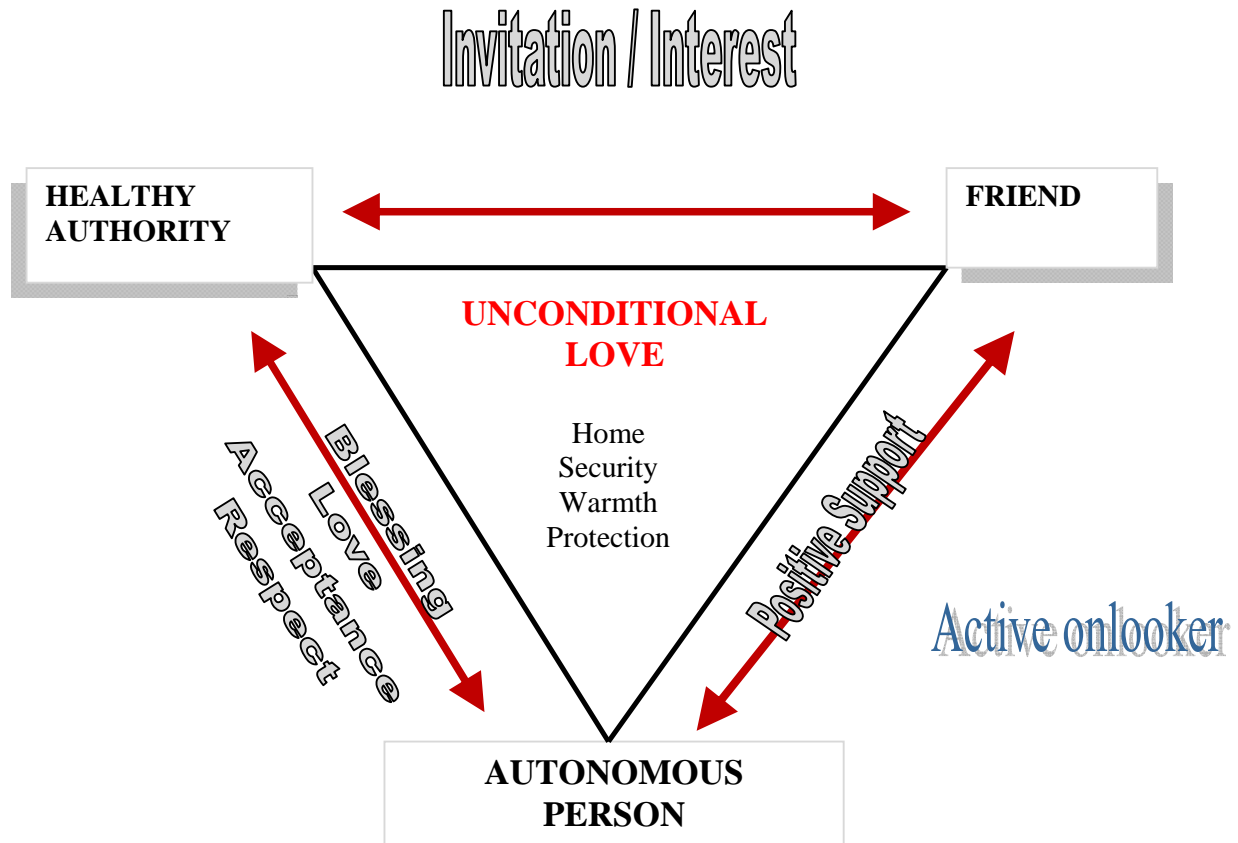 Invitation / Interest
HEALTHY
AUTHORITY
FRIEND
UNCONDITIONAL
LOVE
Home
Security
Warmth
Protection
Blessing
Love
Acceptance
Respect
Positive Support
Active onlooker
AUTONOMOUS
PERSON